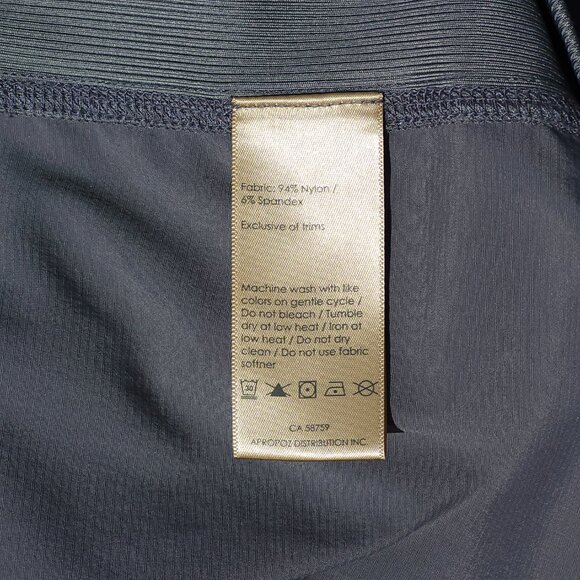 Fabric: 94% Nylon /
6% Spandex
Exclusive of trims
Machine wash with like
colors on gentle cycle /
Do not bleach / Tumble
dry at low heat / Iron at
low heat / Do not dry
clean / Do not use fabric
softner
30
CA 58759
APROPOZ DISTRIBUTION INC.